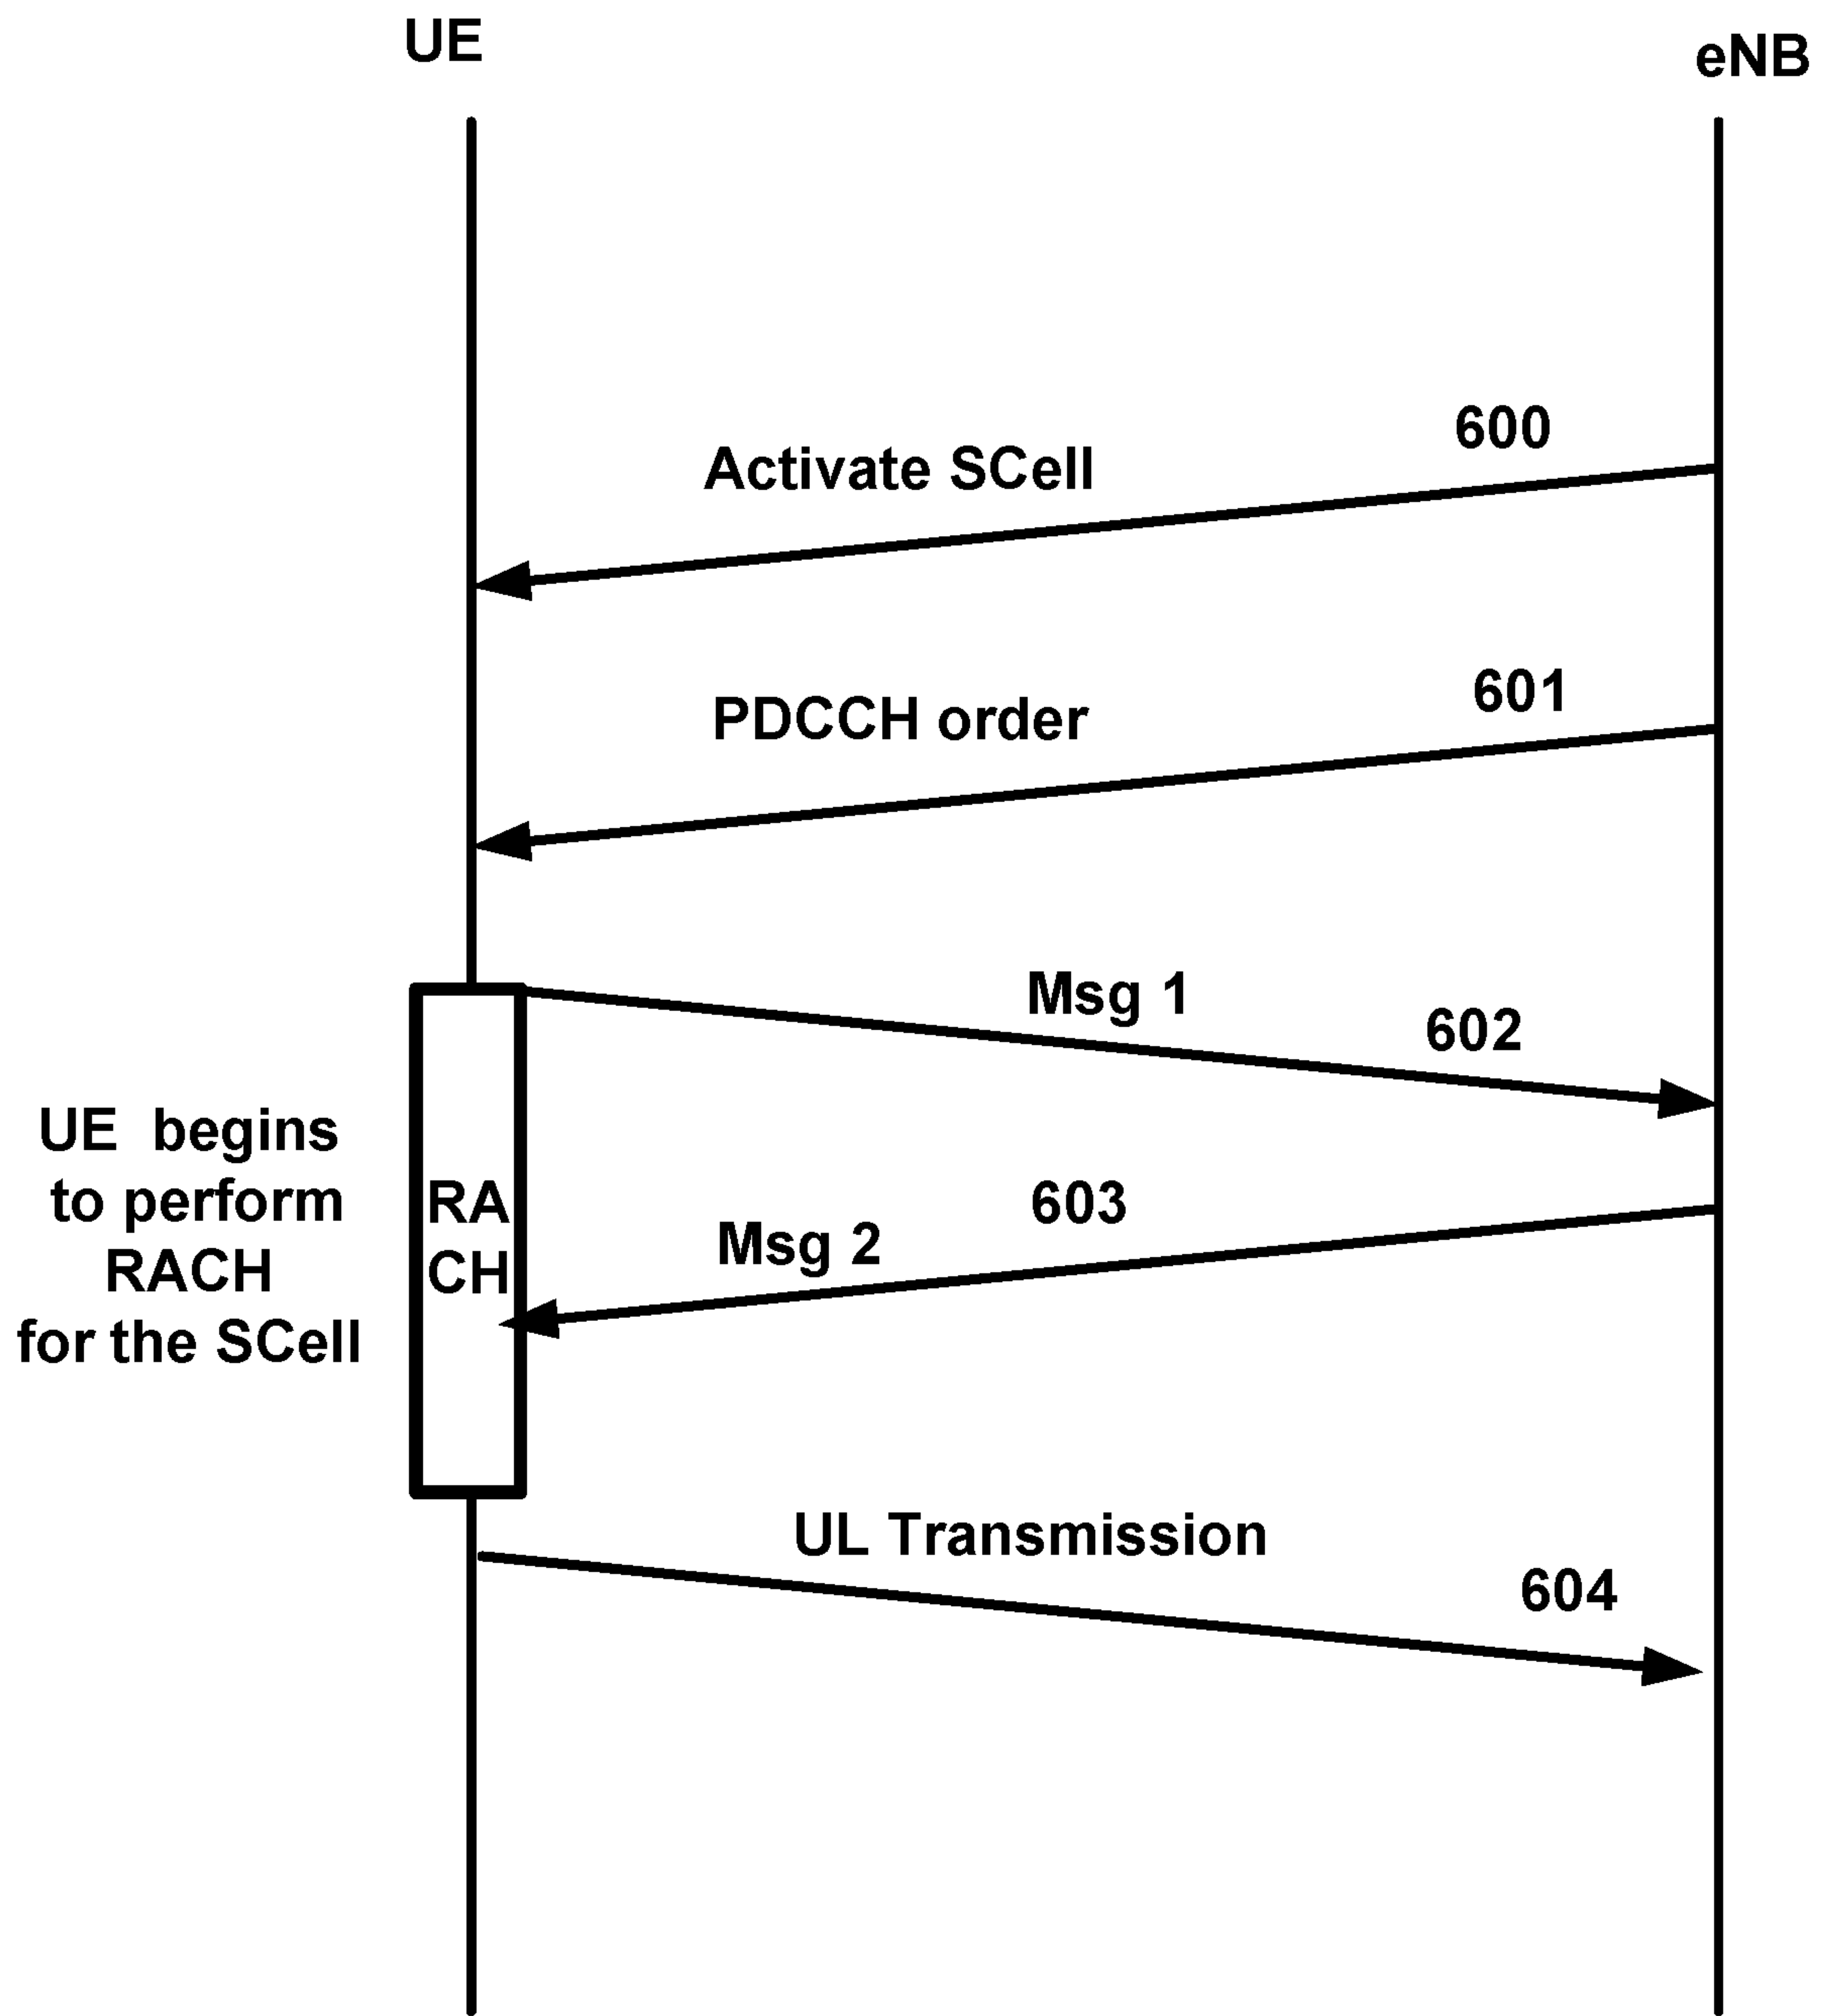 UE
eNB
600
Activate SCell
601
PDCCH order
Msg 1
602
UE begins
to perform
RACH
for the SCell
RA
CH
603
Msg 2
UL Transmission
604